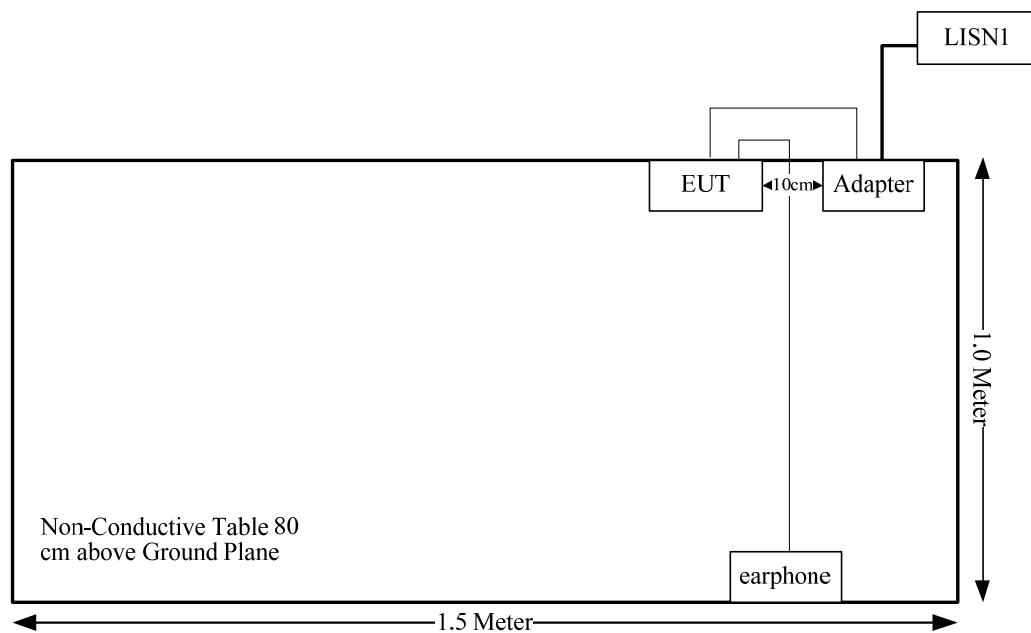 LISN1
EUT
10cm
Adapter
1.0 Meter
Non-Conductive Table 80
cm above Ground Plane
earphone
1.5 Meter